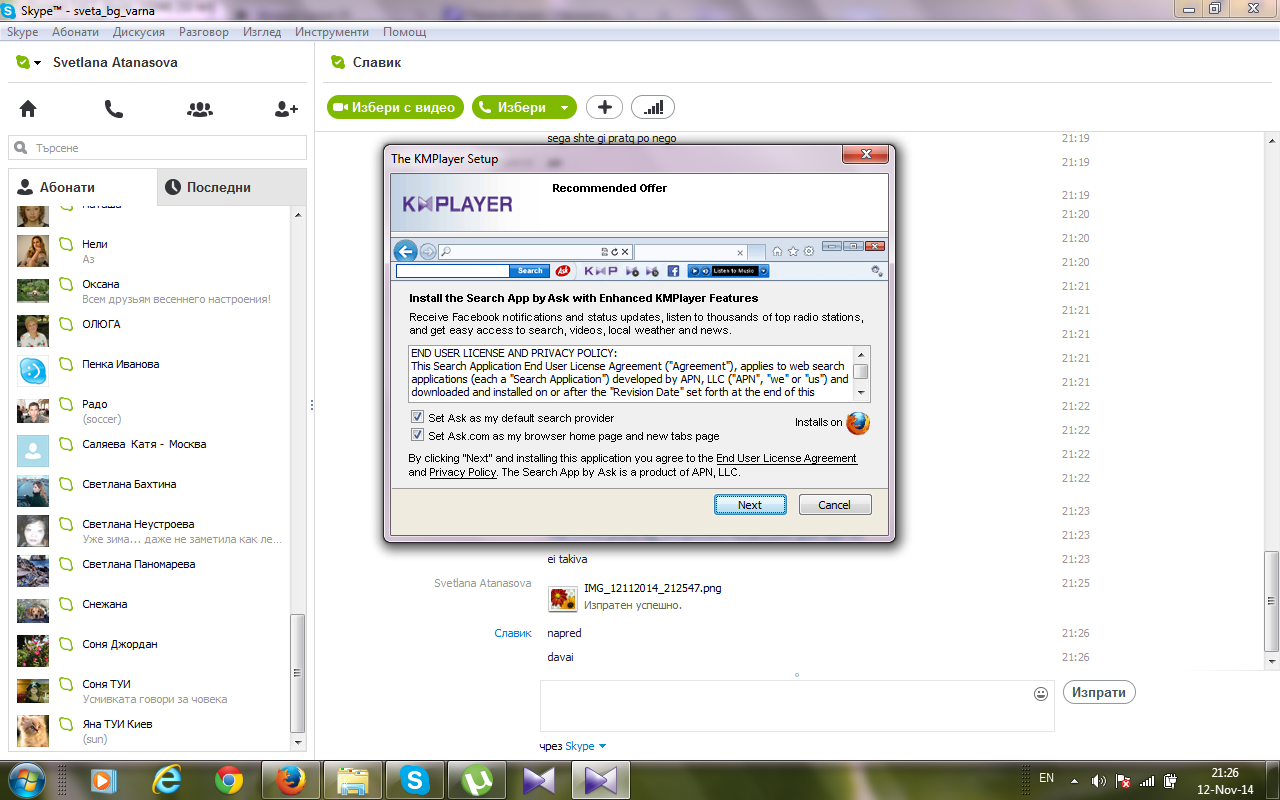 Skype™ - sveta_bg_varna
Skype Абонати Дискусия Разговор Изглед Инструменти Помощ
Svetlana Atanasova
Търсене
Абонати Последни
Наташа
Нели
Аз
Оксана
Всем друзьям весеннего настроения!
ОЛЮГА
Пенка Иванова
Радо
(soccer)
Саляева Катя - Москва
Светлана Бахтина
Светлана Неустроева
Уже зима... даже не заметила как ле...
Светлана Паномарева
Снежана
Соня Джордан
Соня ТУИ
Усмивката говори за човека
Яна ТУИ Киев
(sun)
Славик
Избери с видео Избери
sega shte gi pratq po nego 21:19
21:19
21:19
21:20
21:20
21:20
21:21
21:21
21:21
21:21
21:21
21:22
21:22
21:22
21:22
21:23
21:23
The KMPlayer Setup
KMPLAYER
Recommended Offer
Search Ask KMP Listen to Music
Install the Search App by Ask with Enhanced KMPlayer Features
Receive Facebook notifications and status updates, listen to thousands of top radio stations,
and get easy access to search, videos, local weather and news.
END USER LICENSE AND PRIVACY POLICY:
This Search Application End User License Agreement ("Agreement"), applies to web search
applications (each a "Search Application") developed by APN, LLC ("APN", "we" or "us") and
downloaded and installed on or after the "Revision Date" set forth at the end of this
Set Ask as my default search provider
Set Ask.com as my browser home page and new tabs page
Installs on
By clicking "Next" and installing this application you agree to the End User License Agreement
and Privacy Policy. The Search App by Ask is a product of APN, LLC.
Next Cancel
ei takiva 21:23
Svetlana Atanasova IMG_12112014_212547.png 21:25
Изпратен успешно.
Славик napred 21:26
davai 21:26
Изпрати
чрез Skype
EN 21:26
12-Nov-14